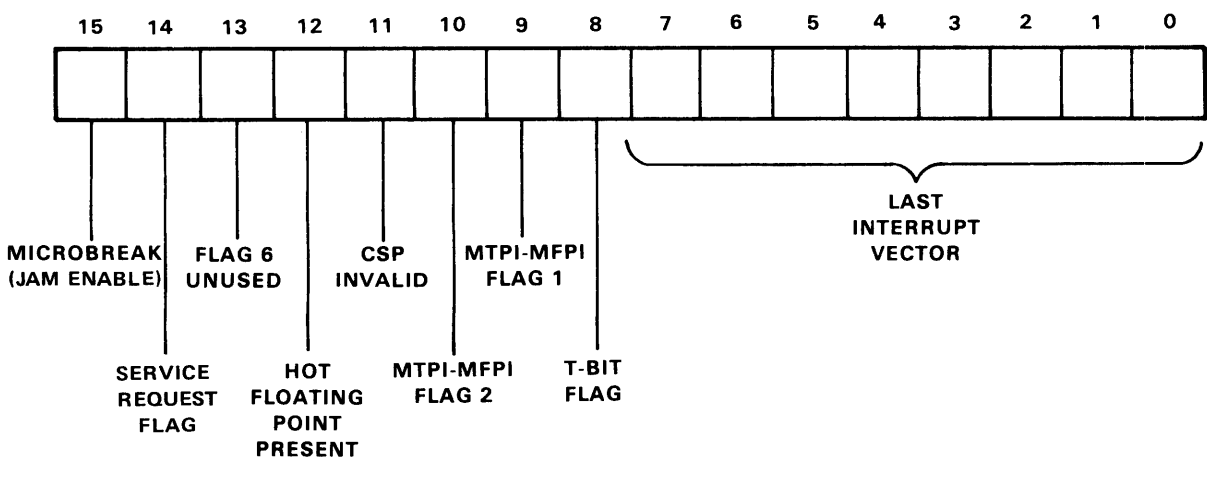 15 14 13 12 11 10 9 8 7 6 5 4 3 2 1 0
MICROBREAK
(JAM ENABLE)
SERVICE
REQUEST
FLAG
FLAG 6
UNUSED
HOT
FLOATING
POINT
PRESENT
CSP
INVALID
MTPI-MFPI
FLAG 2
MTPI-MFPI
FLAG 1
T-BIT
FLAG
LAST
INTERRUPT
VECTOR